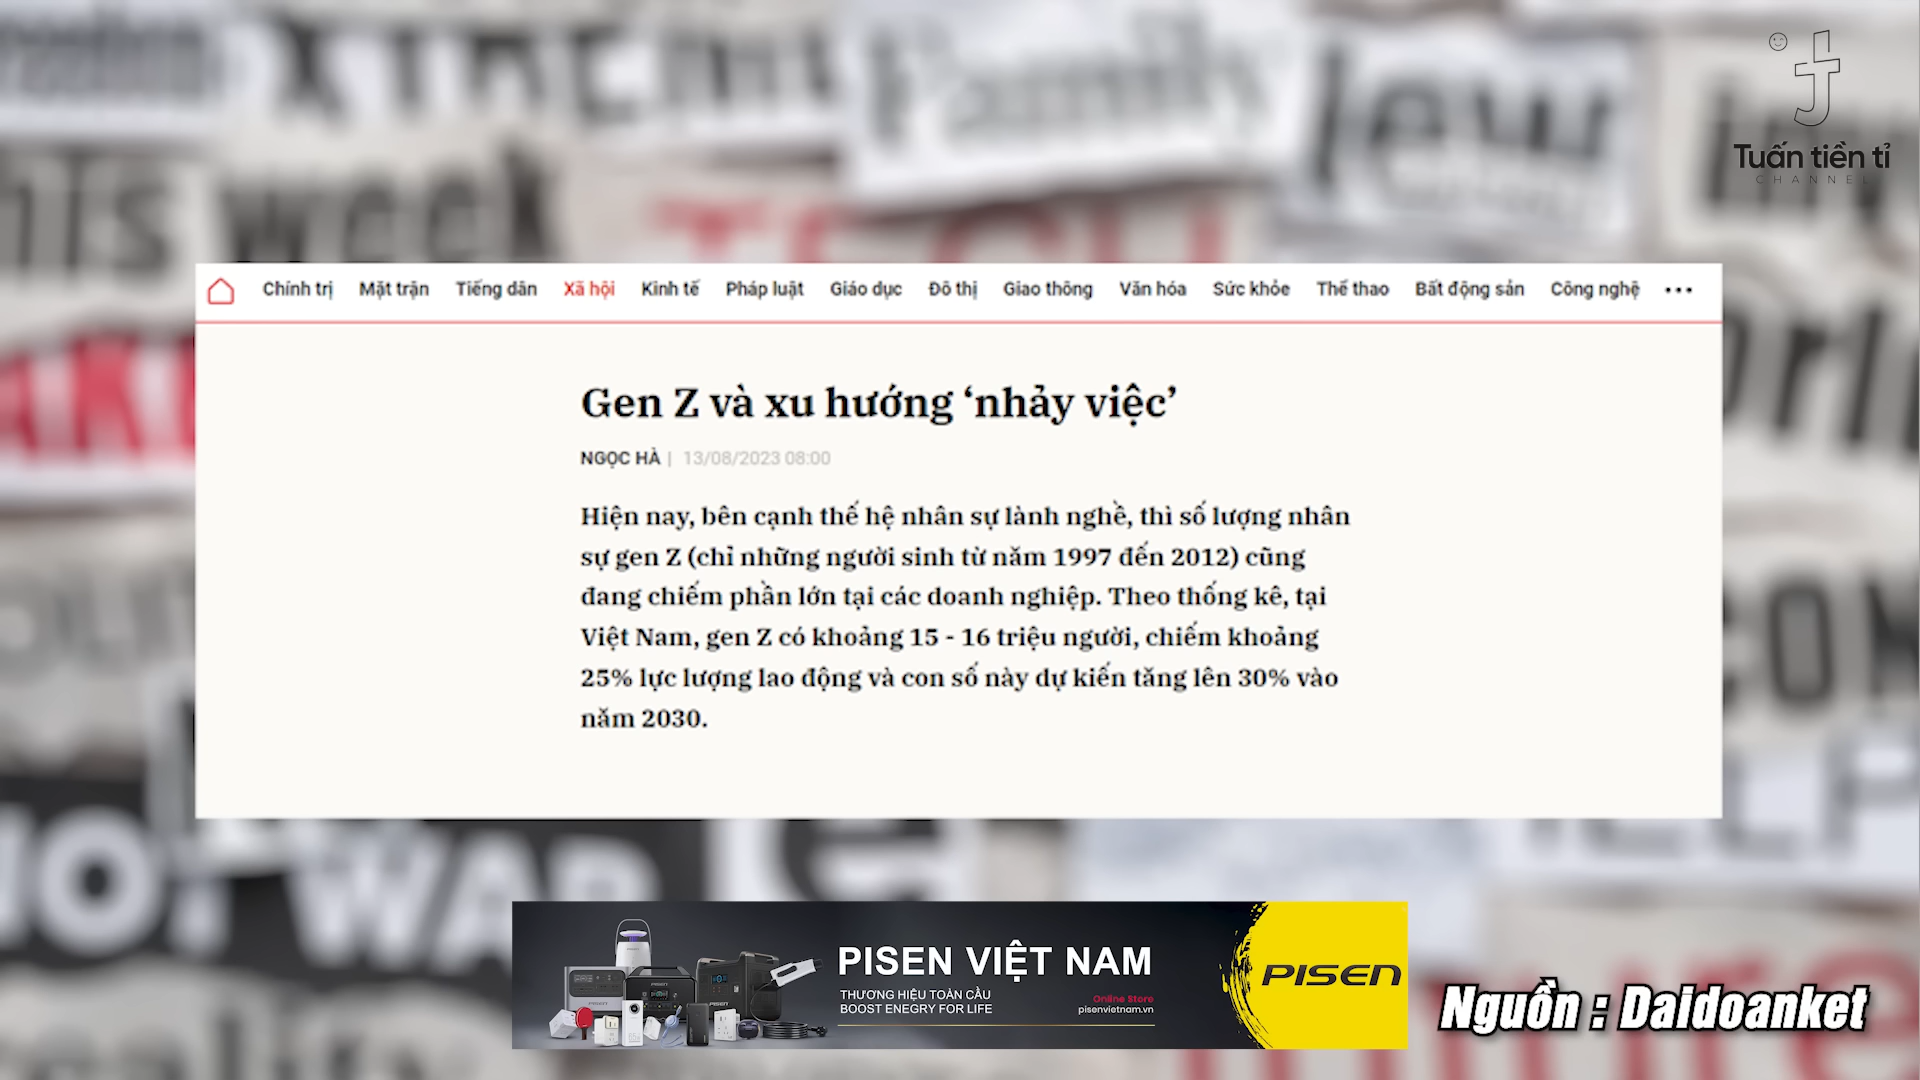 Tuấn tiền tỉ
CHANNEL
Chính trị Mặt trận Tiếng dân Xã hội Kinh tế Pháp luật Giáo dục Đô thị Giao thông Văn hóa Sức khỏe Thể thao Bất động sản Công nghệ ...
Gen Z và xu hướng ‘nhảy việc’
NGỌC HÀ | 13/08/2023 08:00
Hiện nay, bên cạnh thế hệ nhân sự lành nghề, thì số lượng nhân
sự gen Z (chỉ những người sinh từ năm 1997 đến 2012) cũng
đang chiếm phần lớn tại các doanh nghiệp. Theo thống kê, tại
Việt Nam, gen Z có khoảng 15 - 16 triệu người, chiếm khoảng
25% lực lượng lao động và con số này dự kiến tăng lên 30% vào
năm 2030.
PISEN VIỆT NAM
THƯƠNG HIỆU TOÀN CẦU
BOOST ENEGRY FOR LIFE
Online Store
pisenvietnam.vn
PISEN
Nguồn : Daidoanket